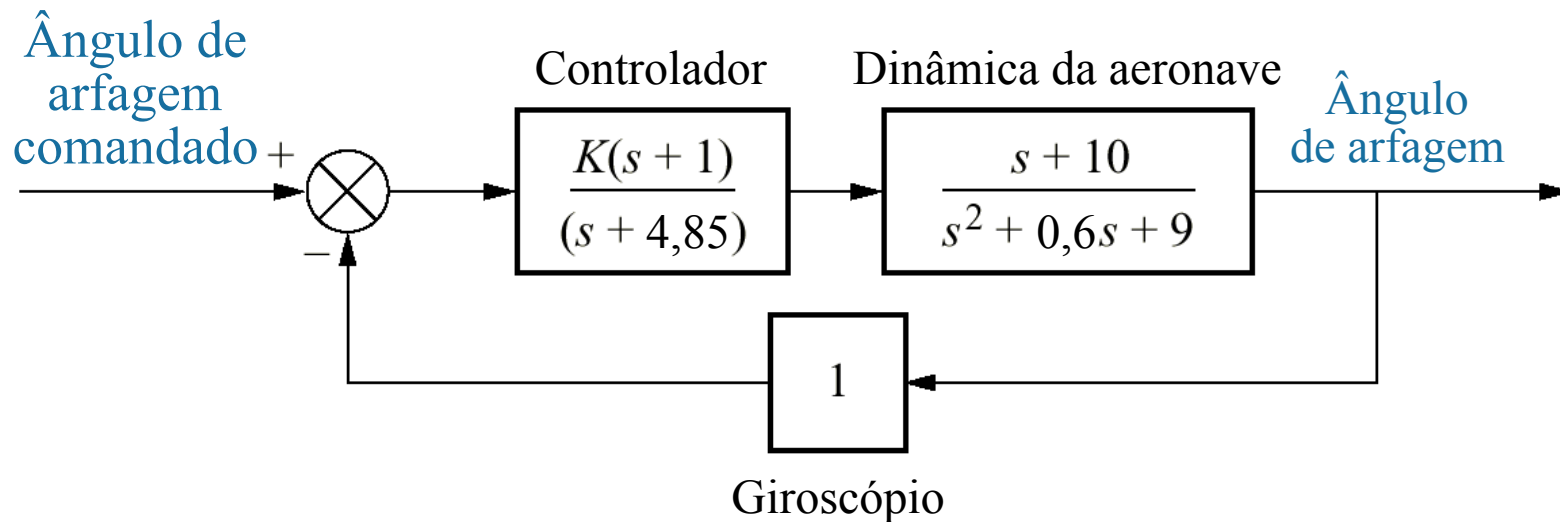 Ângulo de
arfagem
comandado
+
−
Controlador
K(s + 1)
(s + 4,85)
Dinâmica da aeronave
s + 10
s² + 0,6s + 9
Ângulo
de arfagem
1
Giroscópio